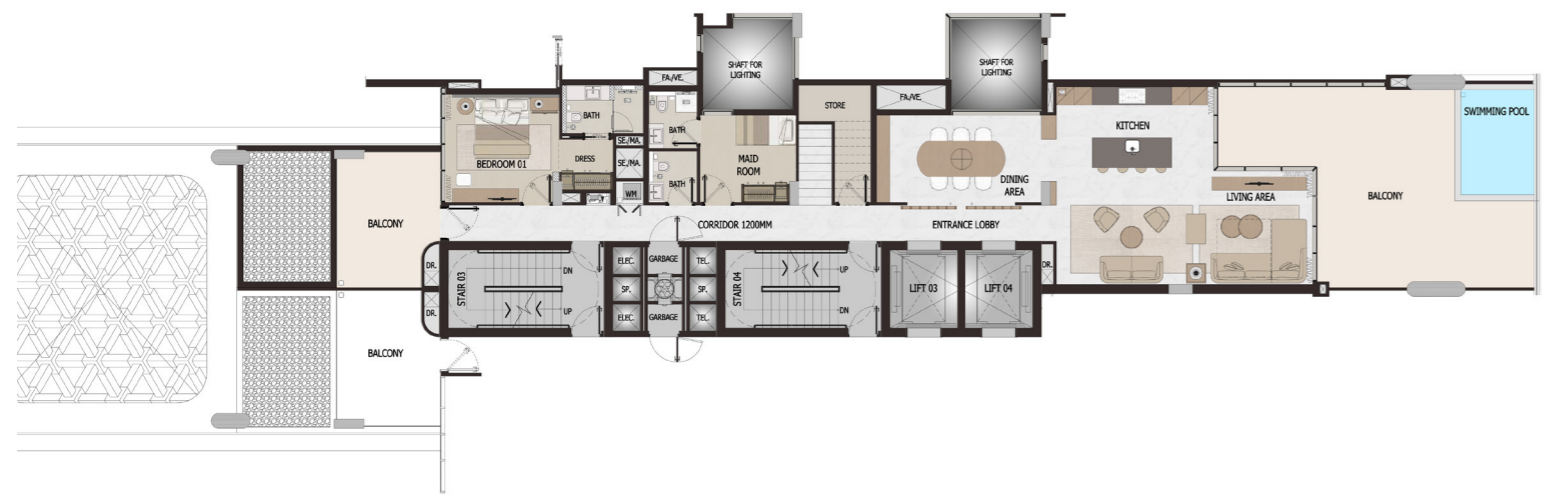 SHAFT FOR
LIGHTING
SHAFT FOR
LIGHTING
FA./VE.
FA./VE.
STORE
BATH
BATH
SE./MA.
SE./MA.
BEDROOM 01
DRESS
BATH
WM
MAID
ROOM
DINING
AREA
KITCHEN
LIVING AREA
SWIMMING POOL
BALCONY
BALCONY
CORRIDOR 1200MM
ENTRANCE LOBBY
DR.
DR.
STAIR 03
DN
UP
ELEC.
SP.
ELEC.
GARBAGE
GARBAGE
TEL.
SP.
TEL.
STAIR 04
UP
DN
LIFT 03
LIFT 04
DR.
BALCONY